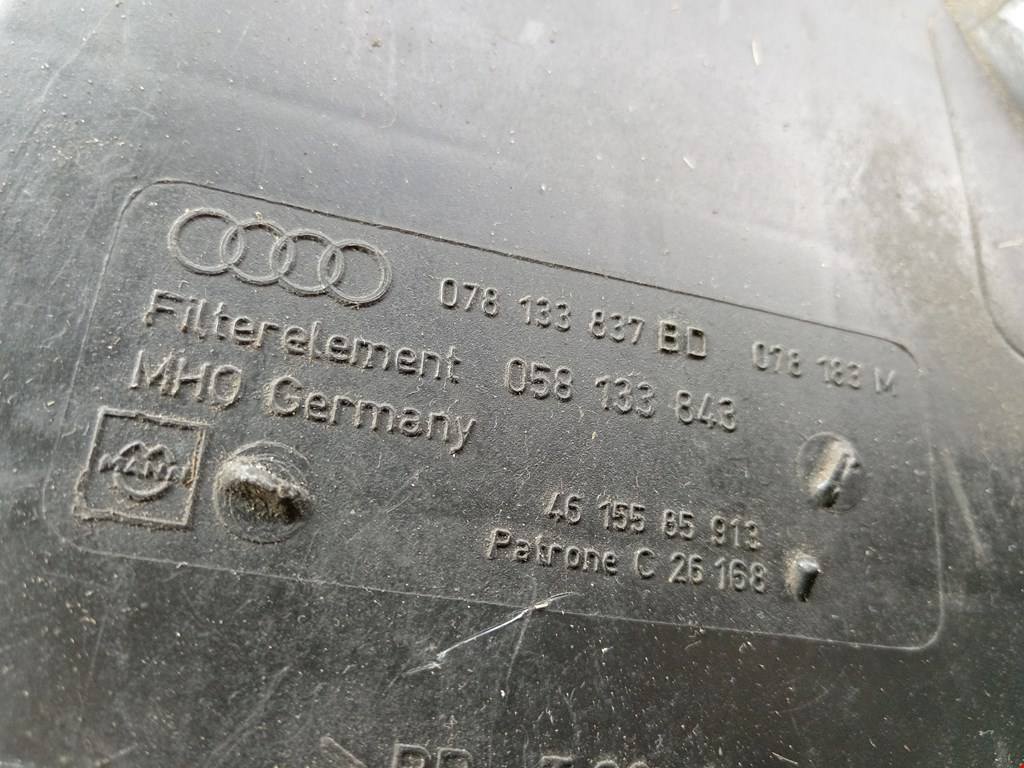 078 133 837 BD 078 183 M
Filterelement 058 133 843
MHO Germany
MANN
46 155 85 913
Patrone C 26 168